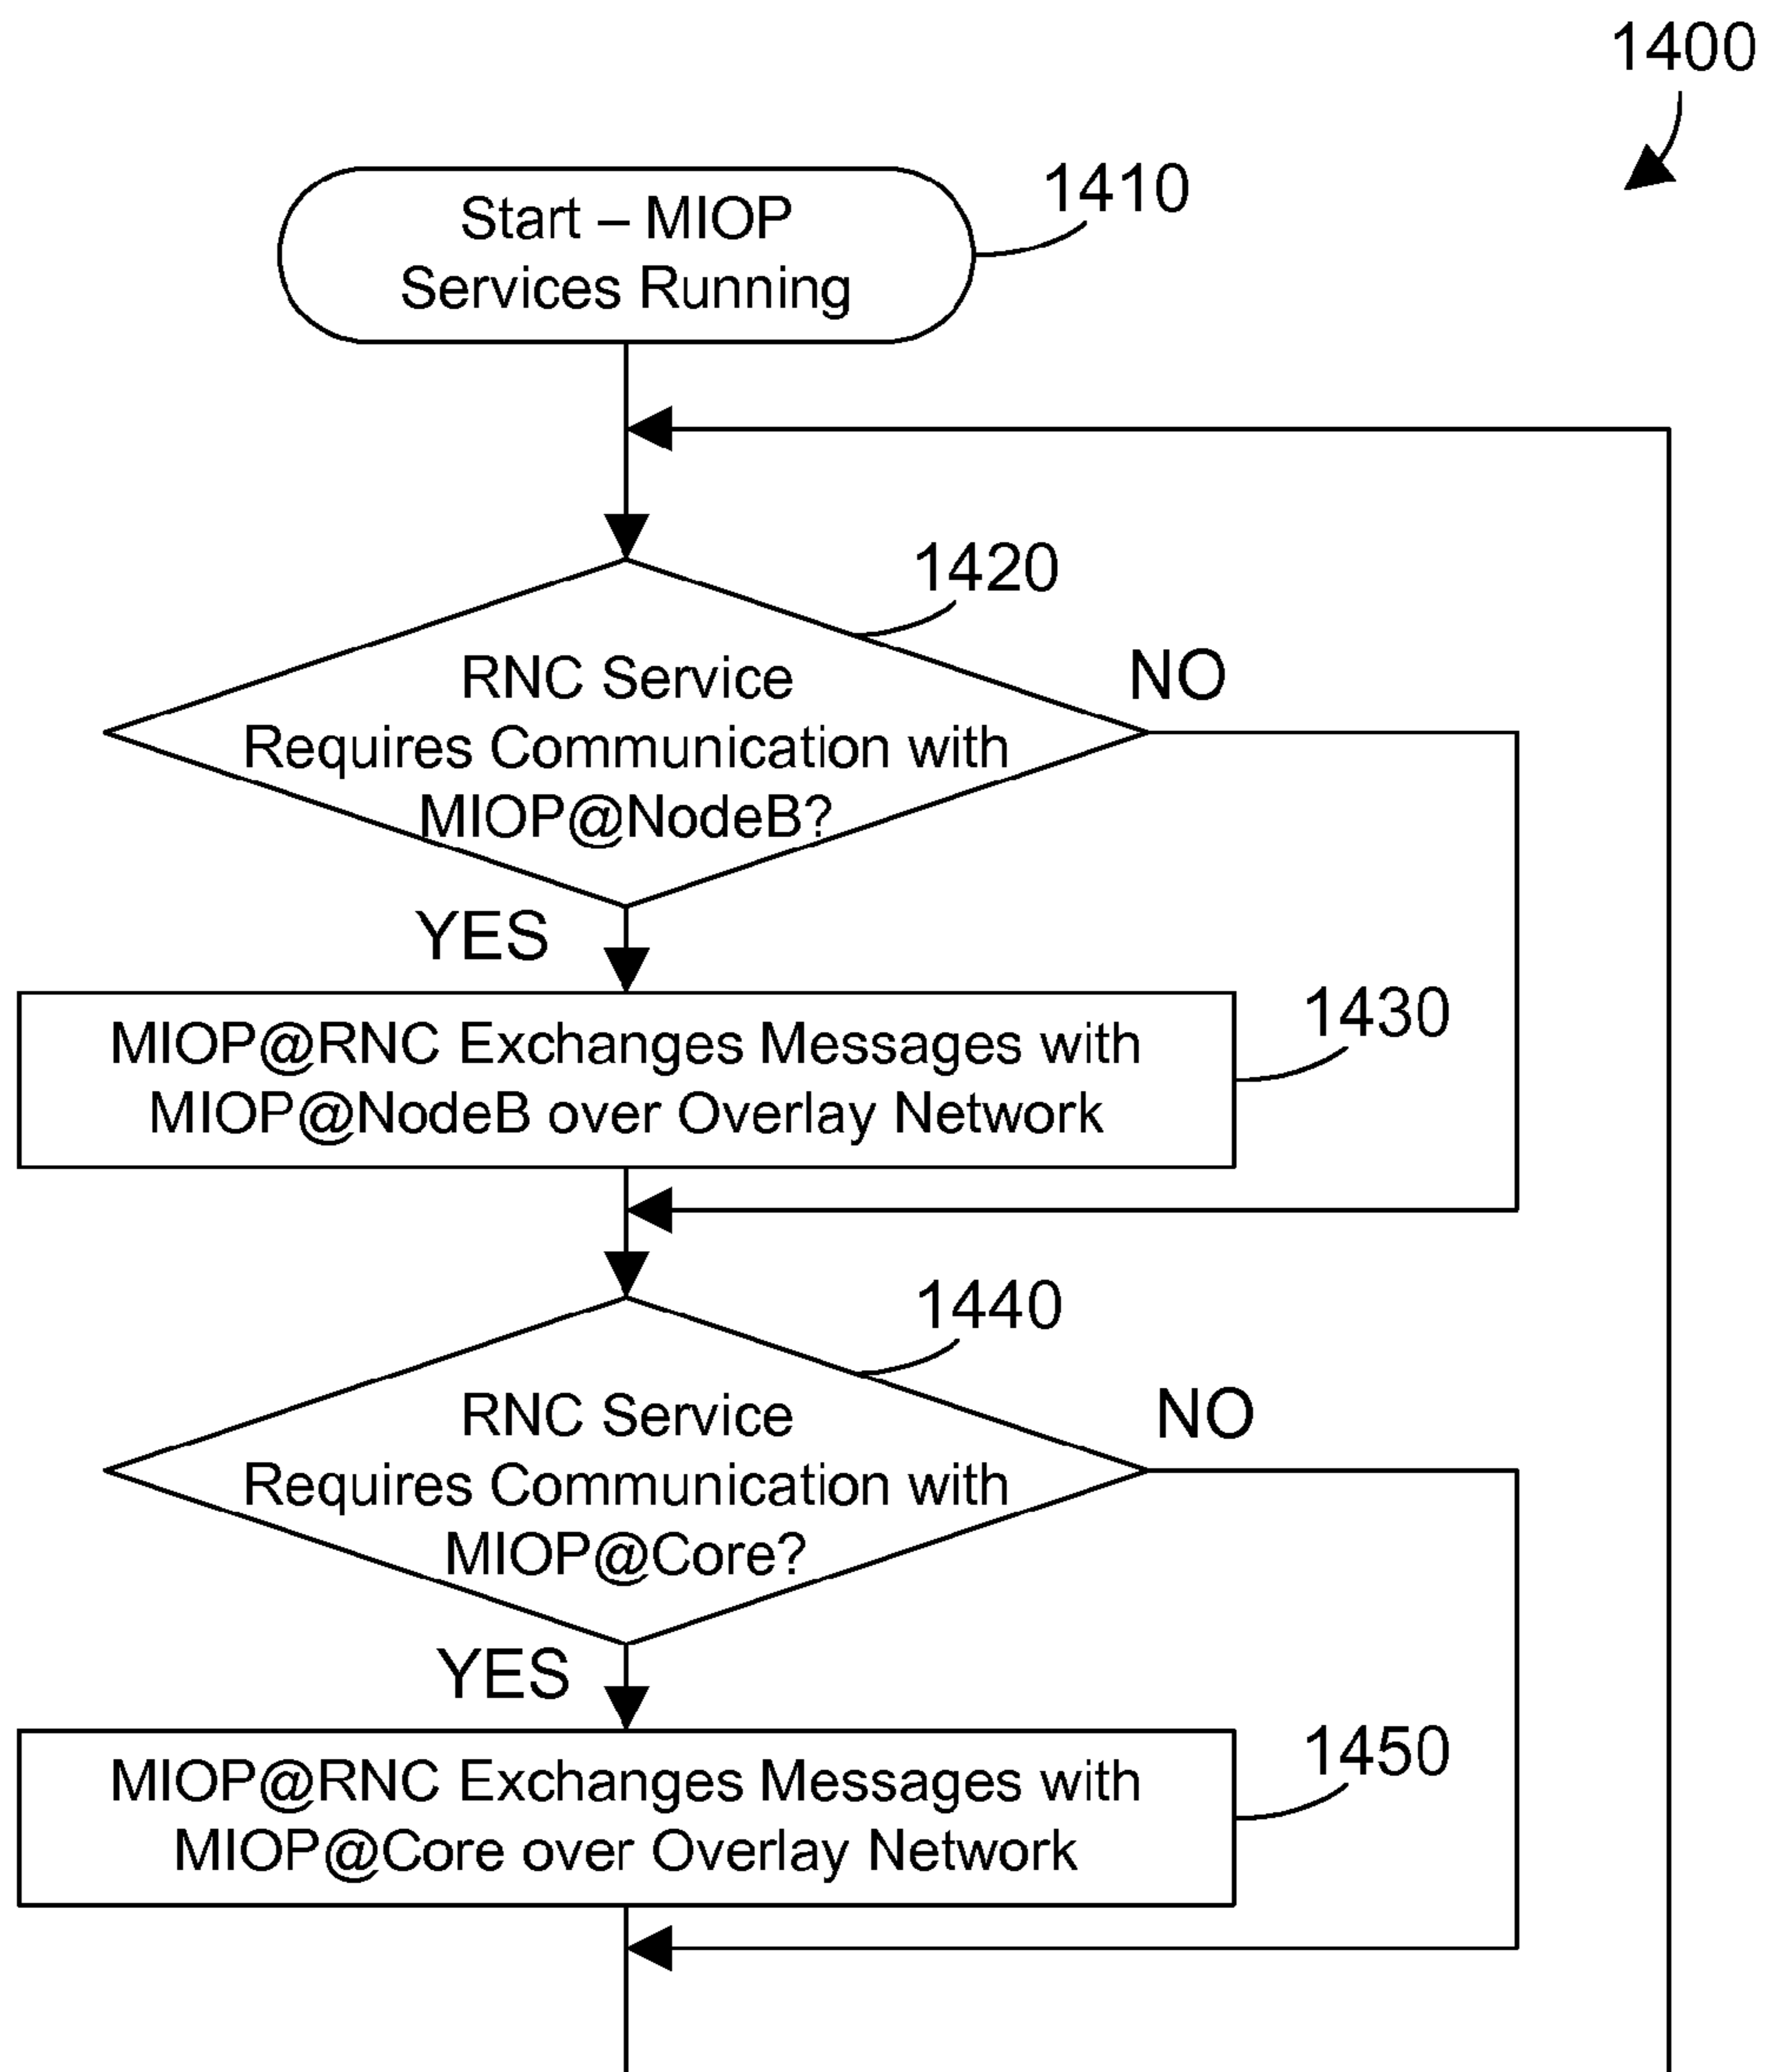 1400
Start – MIOP
Services Running
1410
1420
RNC Service
Requires Communication with
MIOP@NodeB?
NO
YES
MIOP@RNC Exchanges Messages with
MIOP@NodeB over Overlay Network
1430
1440
RNC Service
Requires Communication with
MIOP@Core?
NO
YES
MIOP@RNC Exchanges Messages with
MIOP@Core over Overlay Network
1450